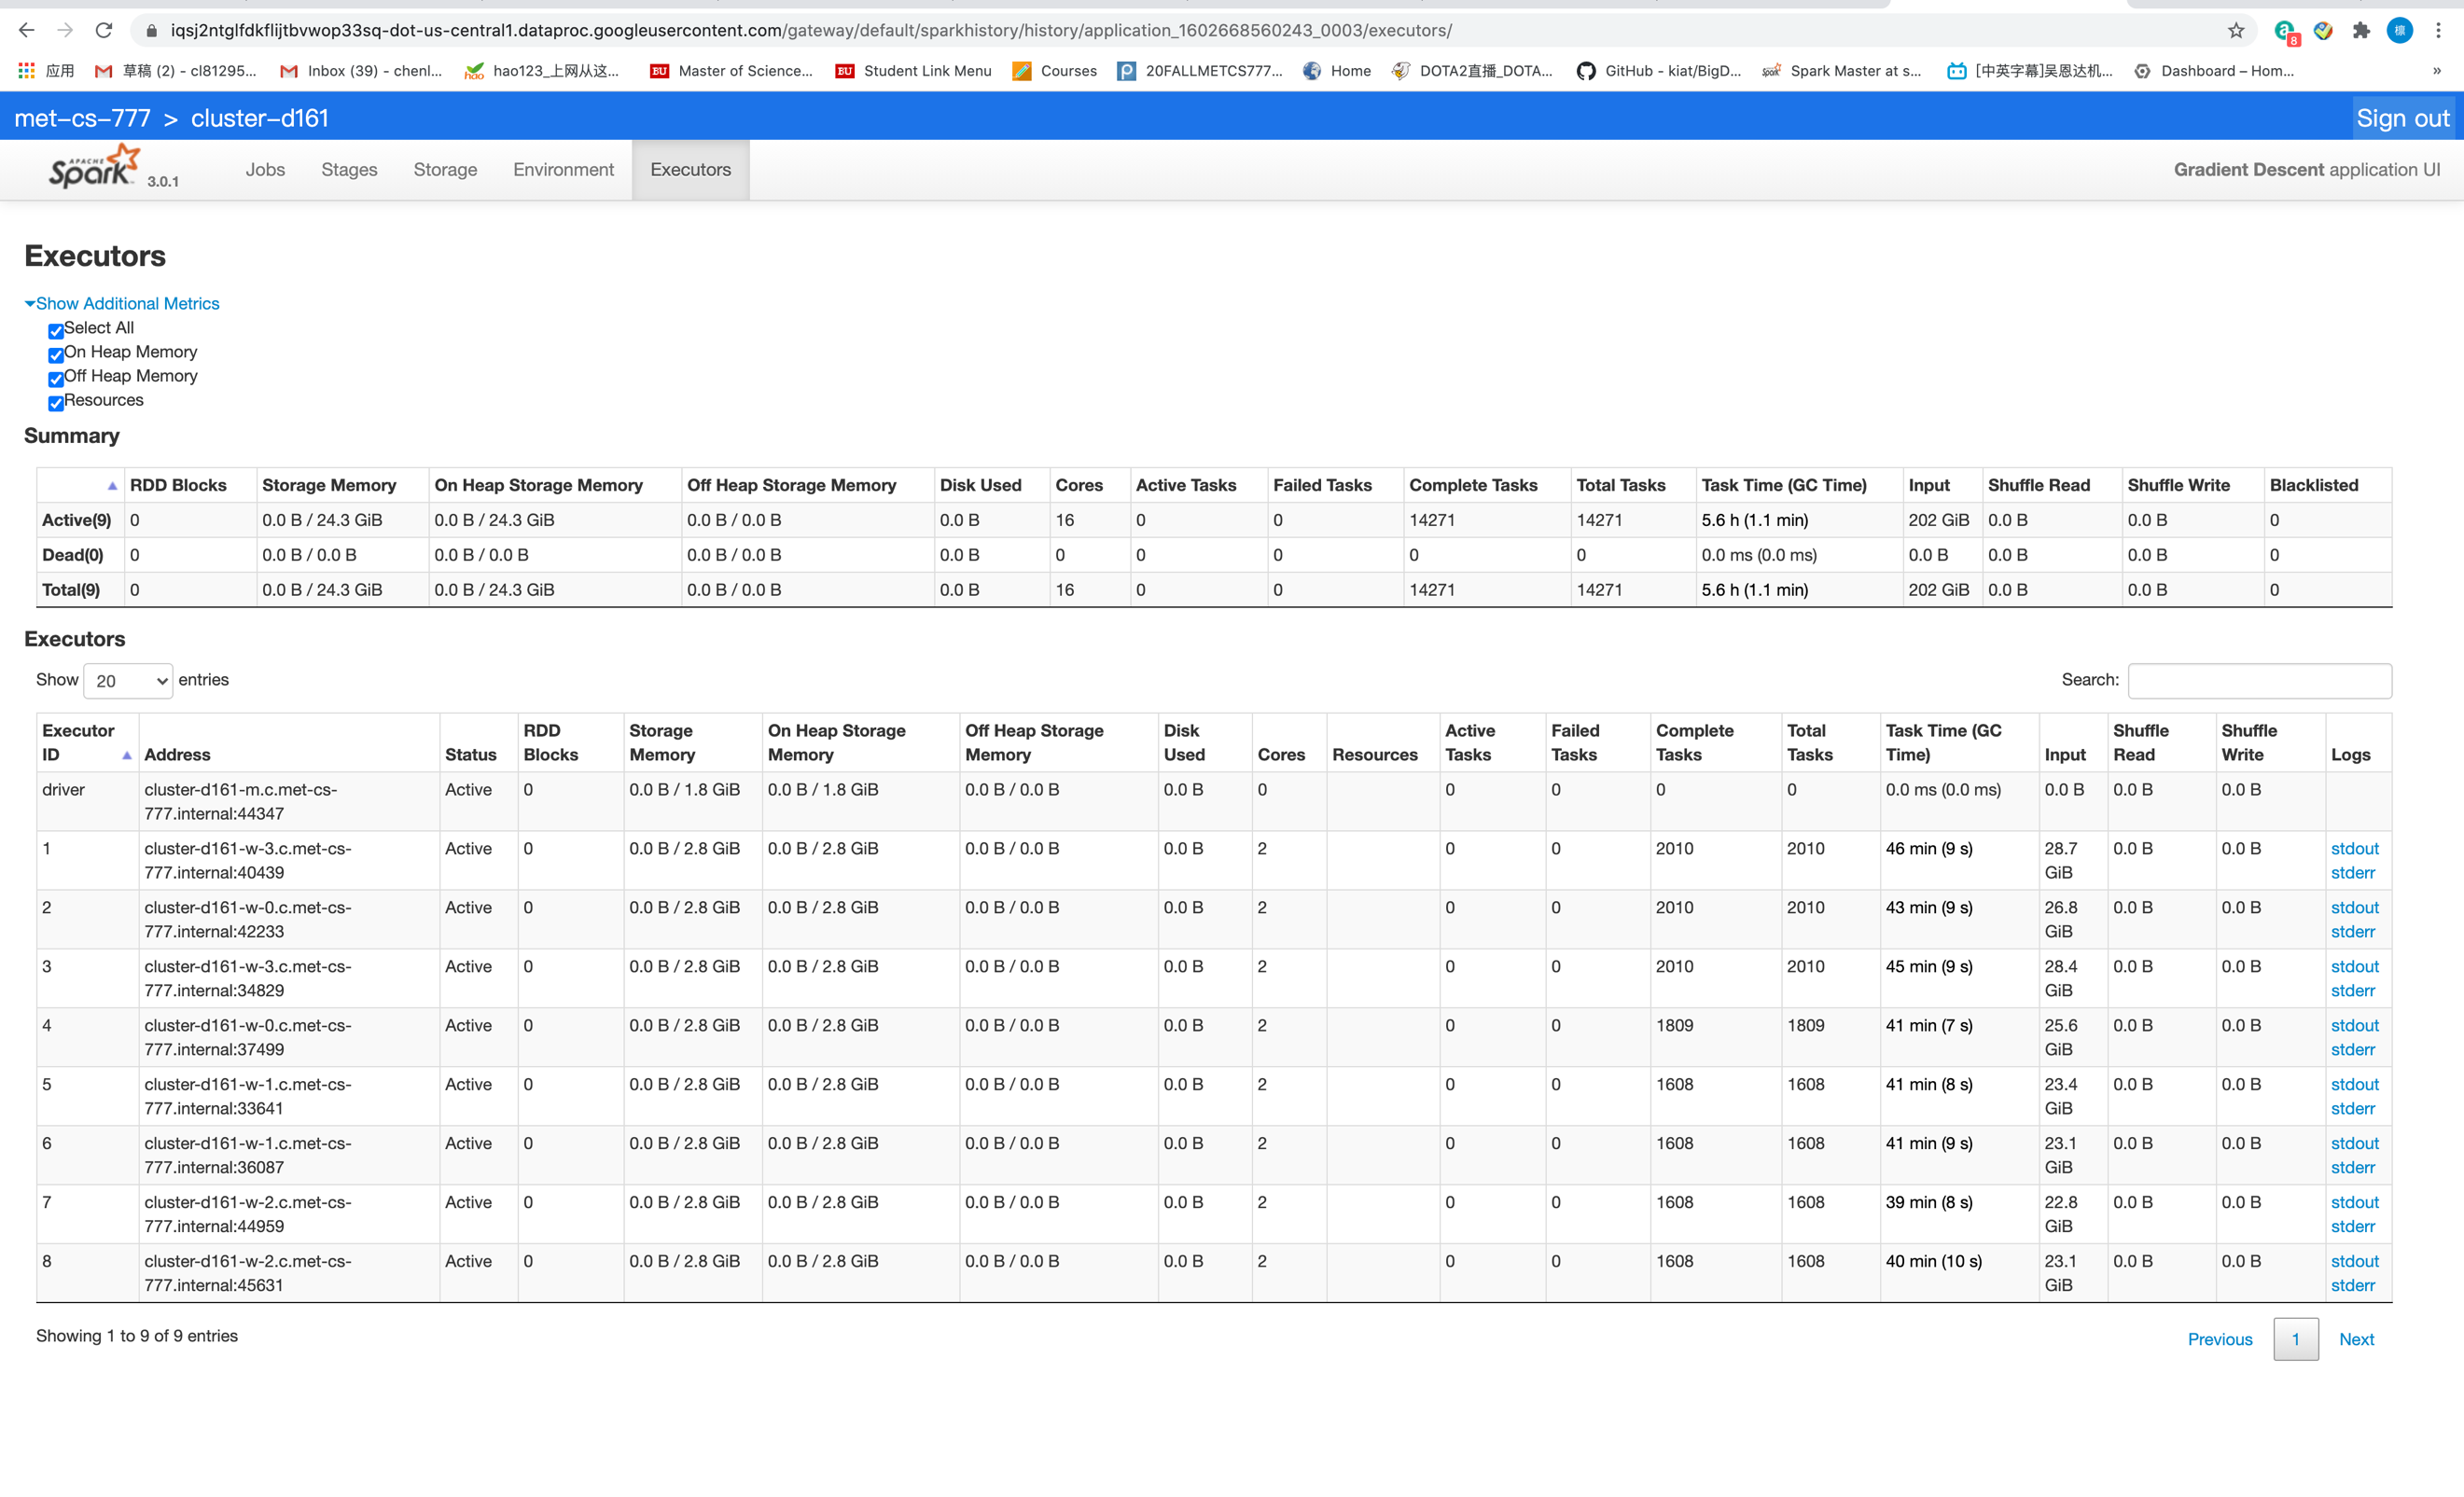 iqsj2ntglfdkflijtbvwop33sq-dot-us-central1.dataproc.googleusercontent.com/gateway/default/sparkhistory/history/application_1602668560243_0003/executors/
应用 草稿 (2) - cl81295... Inbox (39) - chenl... hao123_上网从这... Master of Science... Student Link Menu Courses 20FALLMETCS777... Home DOTA2直播_DOTA... GitHub - kiat/BigD... Spark Master at s... [中英字幕]吴恩达机... Dashboard – Hom... »
met-cs-777 > cluster-d161 Sign out
APACHE Spark 3.0.1 Jobs Stages Storage Environment Executors Gradient Descent application UI
Executors
Show Additional Metrics
Select All
On Heap Memory
Off Heap Memory
Resources
Summary
RDD Blocks Storage Memory On Heap Storage Memory Off Heap Storage Memory Disk Used Cores Active Tasks Failed Tasks Complete Tasks Total Tasks Task Time (GC Time) Input Shuffle Read Shuffle Write Blacklisted
Active(9) 0 0.0 B / 24.3 GiB 0.0 B / 24.3 GiB 0.0 B / 0.0 B 0.0 B 16 0 0 14271 14271 5.6 h (1.1 min) 202 GiB 0.0 B 0.0 B 0
Dead(0) 0 0.0 B / 0.0 B 0.0 B / 0.0 B 0.0 B / 0.0 B 0.0 B 0 0 0 0 0 0.0 ms (0.0 ms) 0.0 B 0.0 B 0.0 B 0
Total(9) 0 0.0 B / 24.3 GiB 0.0 B / 24.3 GiB 0.0 B / 0.0 B 0.0 B 16 0 0 14271 14271 5.6 h (1.1 min) 202 GiB 0.0 B 0.0 B 0
Executors
Show 20 entries Search:
Executor RDD Storage On Heap Storage Off Heap Storage Disk Active Failed Complete Total Task Time (GC Shuffle Shuffle
ID Address Status Blocks Memory Memory Memory Used Cores Resources Tasks Tasks Tasks Tasks Time) Input Read Write Logs
driver cluster-d161-m.c.met-cs- Active 0 0.0 B / 1.8 GiB 0.0 B / 1.8 GiB 0.0 B / 0.0 B 0.0 B 0 0 0 0 0 0.0 ms (0.0 ms) 0.0 B 0.0 B 0.0 B
777.internal:44347
1 cluster-d161-w-3.c.met-cs- Active 0 0.0 B / 2.8 GiB 0.0 B / 2.8 GiB 0.0 B / 0.0 B 0.0 B 2 0 0 2010 2010 46 min (9 s) 28.7 0.0 B 0.0 B stdout
777.internal:40439 GiB stderr
2 cluster-d161-w-0.c.met-cs- Active 0 0.0 B / 2.8 GiB 0.0 B / 2.8 GiB 0.0 B / 0.0 B 0.0 B 2 0 0 2010 2010 43 min (9 s) 26.8 0.0 B 0.0 B stdout
777.internal:42233 GiB stderr
3 cluster-d161-w-3.c.met-cs- Active 0 0.0 B / 2.8 GiB 0.0 B / 2.8 GiB 0.0 B / 0.0 B 0.0 B 2 0 0 2010 2010 45 min (9 s) 28.4 0.0 B 0.0 B stdout
777.internal:34829 GiB stderr
4 cluster-d161-w-0.c.met-cs- Active 0 0.0 B / 2.8 GiB 0.0 B / 2.8 GiB 0.0 B / 0.0 B 0.0 B 2 0 0 1809 1809 41 min (7 s) 25.6 0.0 B 0.0 B stdout
777.internal:37499 GiB stderr
5 cluster-d161-w-1.c.met-cs- Active 0 0.0 B / 2.8 GiB 0.0 B / 2.8 GiB 0.0 B / 0.0 B 0.0 B 2 0 0 1608 1608 41 min (8 s) 23.4 0.0 B 0.0 B stdout
777.internal:33641 GiB stderr
6 cluster-d161-w-1.c.met-cs- Active 0 0.0 B / 2.8 GiB 0.0 B / 2.8 GiB 0.0 B / 0.0 B 0.0 B 2 0 0 1608 1608 41 min (9 s) 23.1 0.0 B 0.0 B stdout
777.internal:36087 GiB stderr
7 cluster-d161-w-2.c.met-cs- Active 0 0.0 B / 2.8 GiB 0.0 B / 2.8 GiB 0.0 B / 0.0 B 0.0 B 2 0 0 1608 1608 39 min (8 s) 22.8 0.0 B 0.0 B stdout
777.internal:44959 GiB stderr
8 cluster-d161-w-2.c.met-cs- Active 0 0.0 B / 2.8 GiB 0.0 B / 2.8 GiB 0.0 B / 0.0 B 0.0 B 2 0 0 1608 1608 40 min (10 s) 23.1 0.0 B 0.0 B stdout
777.internal:45631 GiB stderr
Showing 1 to 9 of 9 entries Previous 1 Next